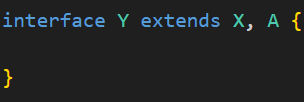 interface Y extends X, A {
}